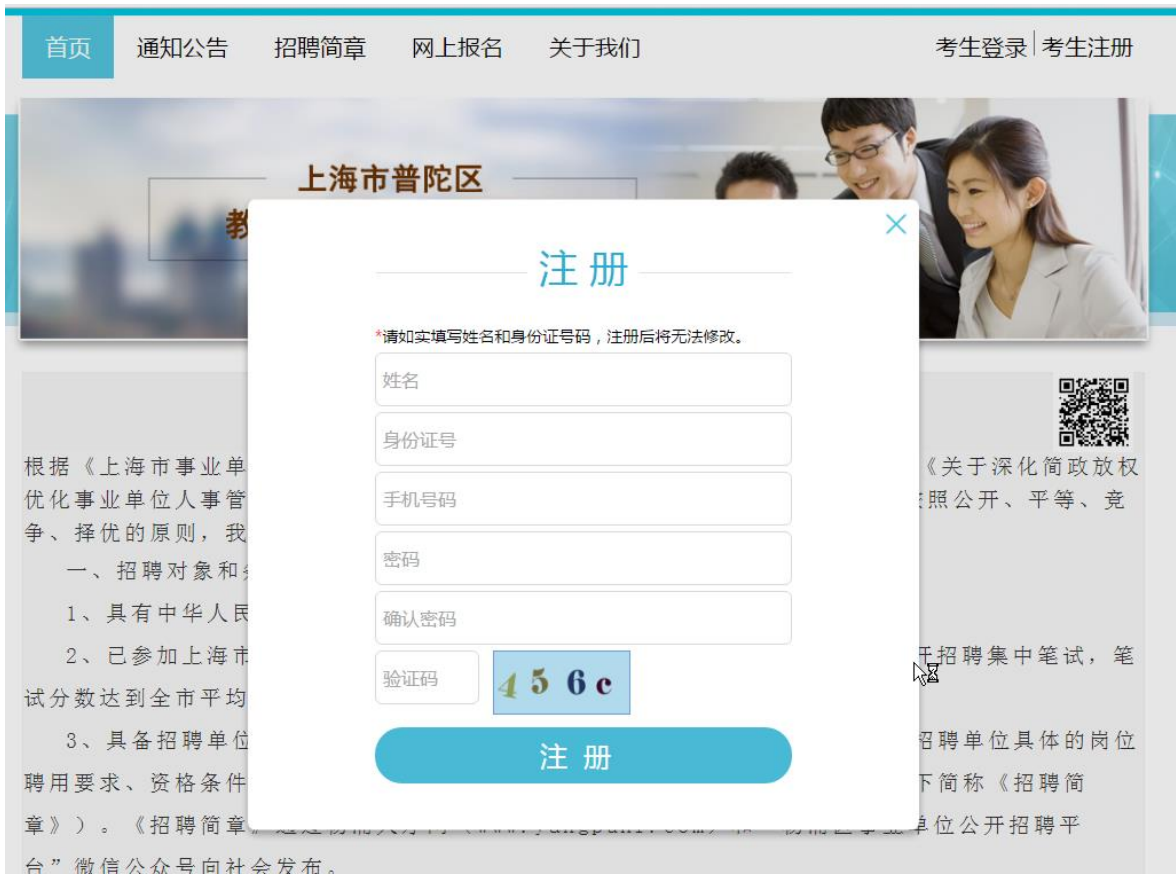 首页 通知公告 招聘简章 网上报名 关于我们 考生登录 考生注册
上海市普陀区
教
注 册
*请如实填写姓名和身份证号码，注册后将无法修改。
姓名
身份证号
手机号码
密码
确认密码
验证码 456c
注 册
根据《上海市事业单 《关于深化简政放权
优化事业单位人事管 照公开、平等、竞
争、择优的原则，我
一、招聘对象和
1、具有中华人民
2、已参加上海市 开招聘集中笔试，笔
试分数达到全市平均
3、具备招聘单位 招聘单位具体的岗位
聘用要求、资格条件 下简称《招聘简
章》）。《招聘简章》 单位公开招聘平
台”微信公众号向社会发布。